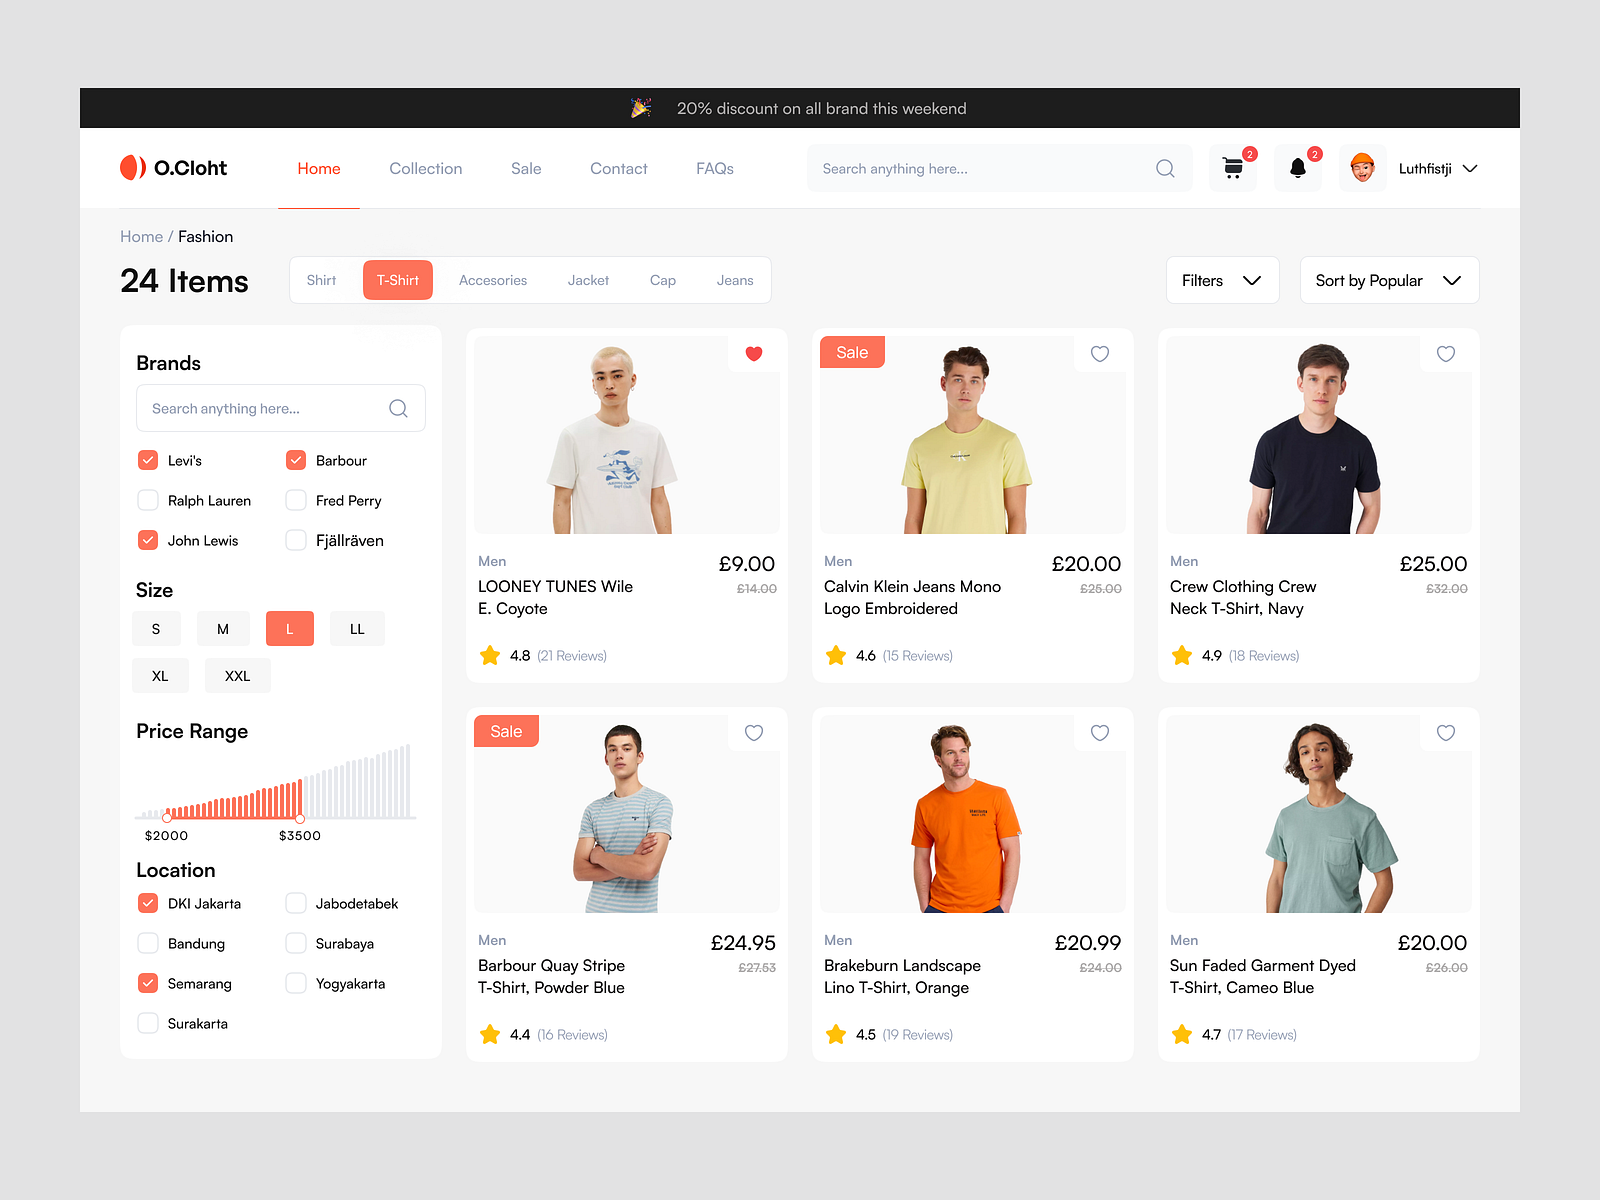 20% discount on all brand this weekend
O.Cloht
Home
Collection
Sale
Contact
FAQs
Search anything here...
2
2
Luthfistji
Home / Fashion
24 Items
Shirt
T-Shirt
Accesories
Jacket
Cap
Jeans
Filters
Sort by Popular
Brands
Search anything here...
Levi's
Barbour
Ralph Lauren
Fred Perry
John Lewis
Fjällräven
Size
S
M
L
LL
XL
XXL
Price Range
$2000
$3500
Location
DKI Jakarta
Jabodetabek
Bandung
Surabaya
Semarang
Yogyakarta
Surakarta
Men
£9.00
LOONEY TUNES Wile
£14.00
E. Coyote
4.8 (21 Reviews)
Sale
Men
£20.00
Calvin Klein Jeans Mono
£25.00
Logo Embroidered
4.6 (15 Reviews)
Men
£25.00
Crew Clothing Crew
£32.00
Neck T-Shirt, Navy
4.9 (18 Reviews)
Sale
Men
£24.95
Barbour Quay Stripe
£27.53
T-Shirt, Powder Blue
4.4 (16 Reviews)
Men
£20.99
Brakeburn Landscape
£24.00
Lino T-Shirt, Orange
4.5 (19 Reviews)
Men
£20.00
Sun Faded Garment Dyed
£26.00
T-Shirt, Cameo Blue
4.7 (17 Reviews)